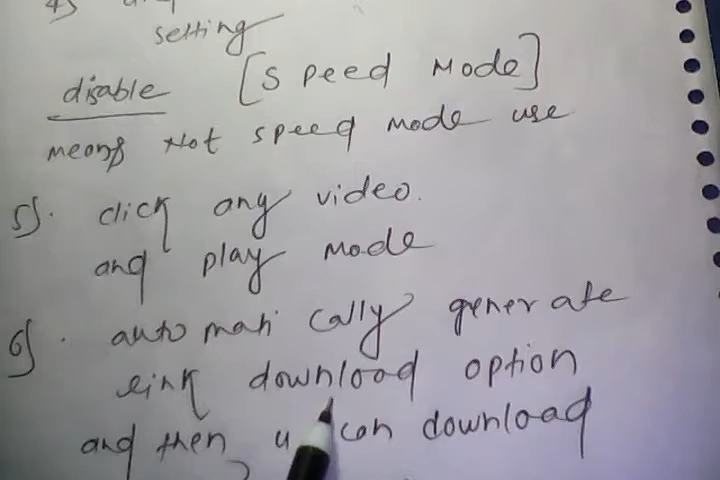 4)
setting
disable [Speed Mode]
means Not speed mode use
5). click any video.
and play mode
6). automatically generate
link download option
and then u can download